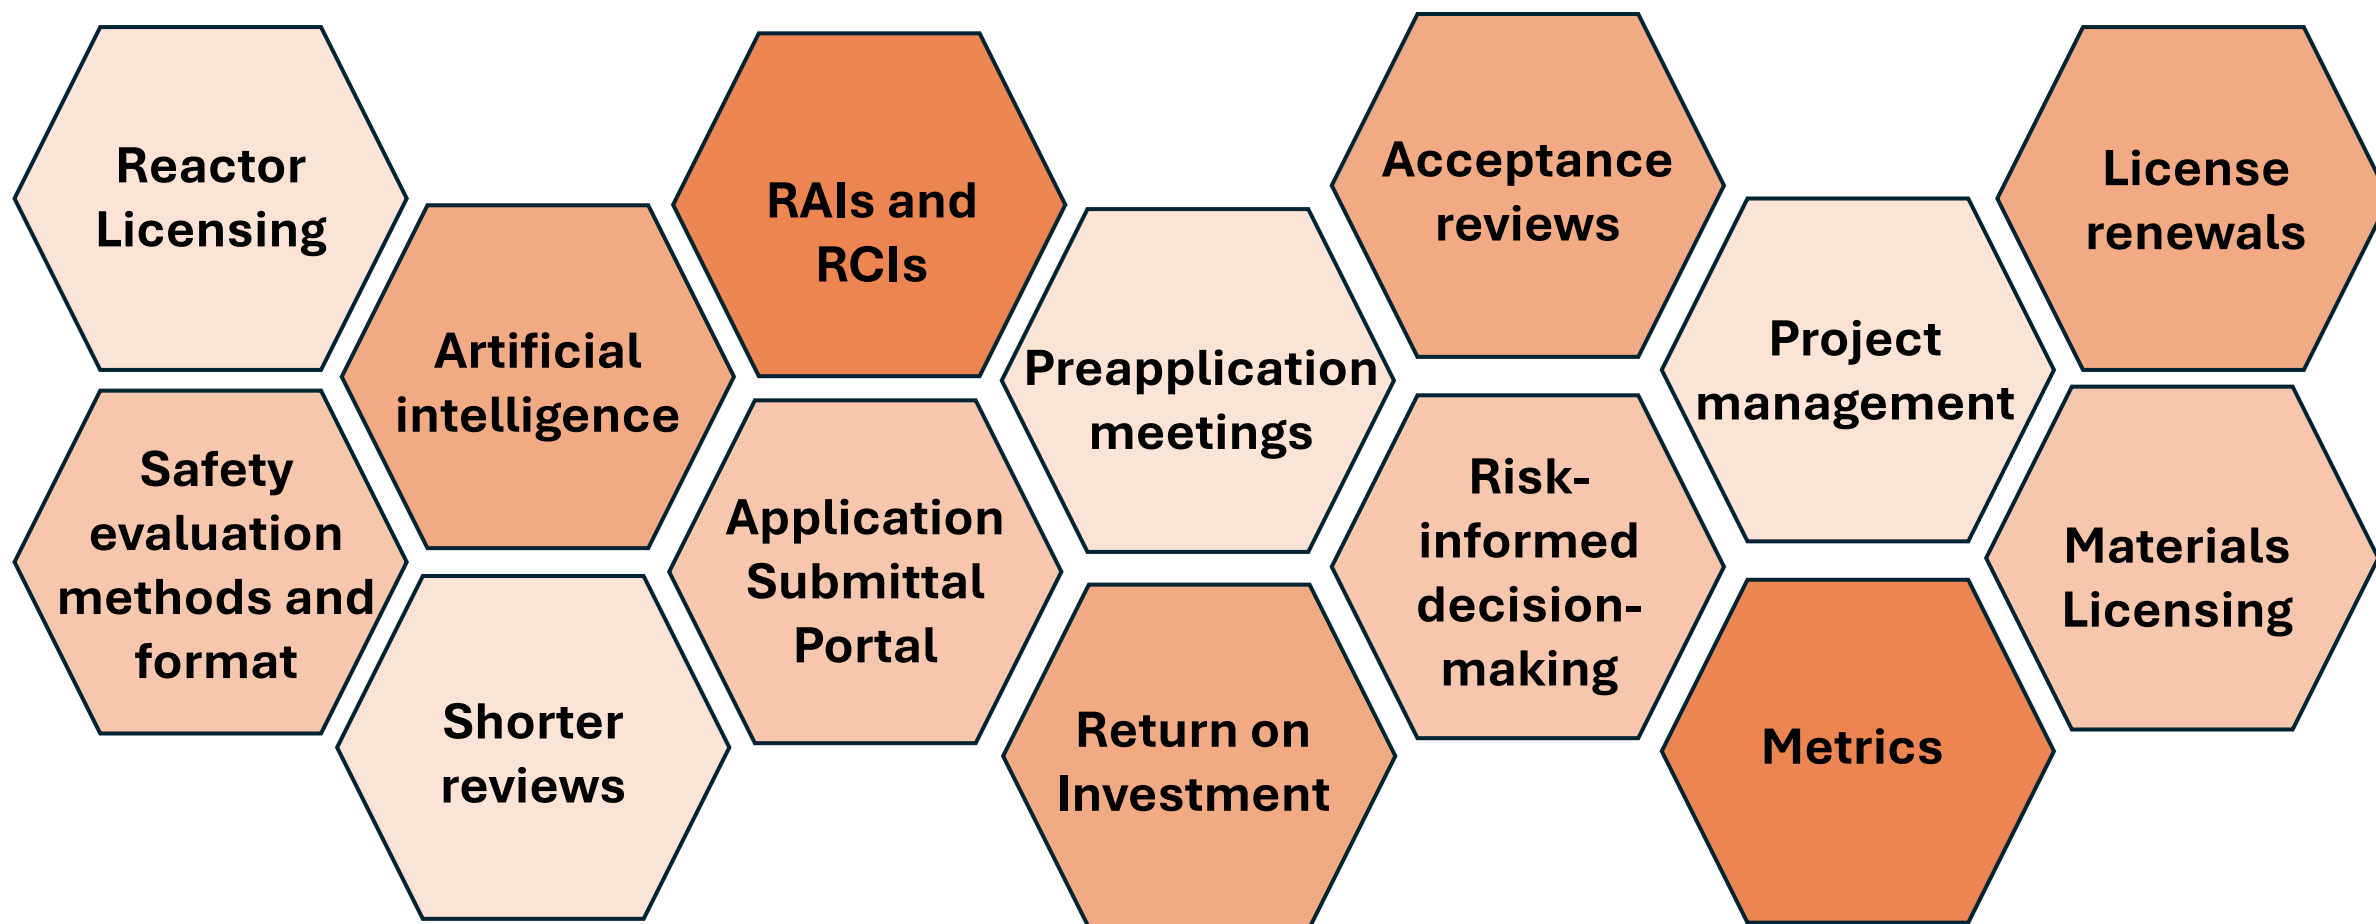 Reactor
Licensing
Safety
evaluation
methods and
format
Artificial
intelligence
Shorter
reviews
RAIs and
RCIs
Application
Submittal
Portal
Preapplication
meetings
Return on
Investment
Acceptance
reviews
Risk-
informed
decision-
making
Project
management
Metrics
License
renewals
Materials
Licensing